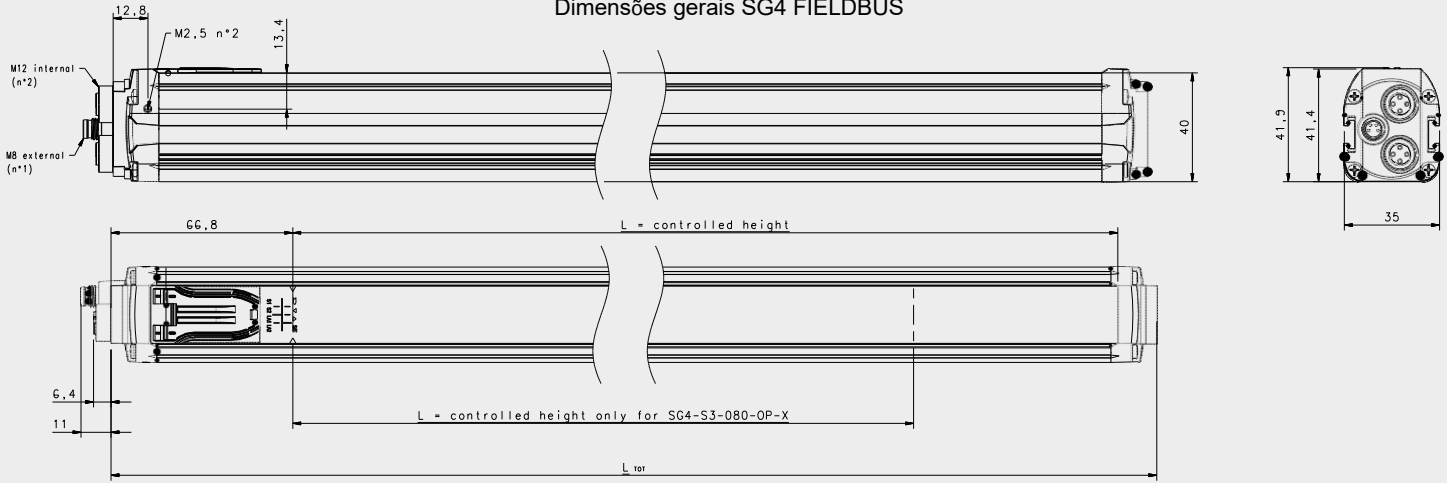 Dimensões gerais SG4 FIELDBUS
12,8
M2,5 n°2
13,4
M12 internal
(n°2)
M8 external
(n°1)
40
41,9
41,4
35
66,8
L = controlled height
6,4
11
L = controlled height only for SG4-S3-080-OP-X
L TOT